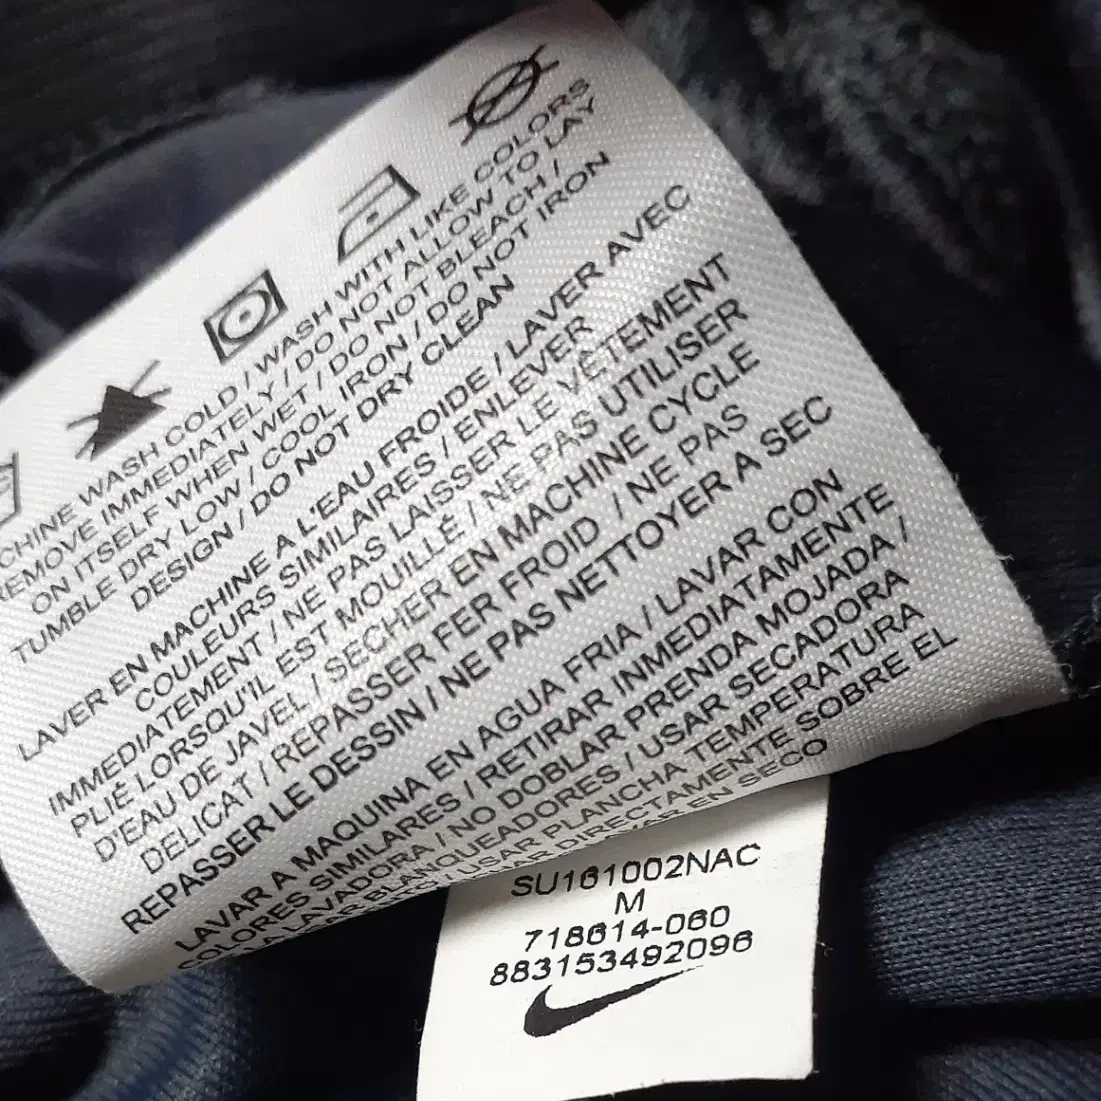 CHINE WASH COLD / WASH WITH LIKE COLORS
REMOVE IMMEDIATELY / DO NOT ALLOW TO LAY
ON ITSELF WHEN WET / DO NOT BLEACH /
TUMBLE DRY LOW / COOL IRON / DO NOT IRON
DESIGN / DO NOT DRY CLEAN
LAVER EN MACHINE A L'EAU FROIDE / LAVER AVEC
COULEURS SIMILAIRES / ENLEVER
IMMEDIATEMENT / NE PAS LAISSER LE VÊTEMENT
PLIÉ LORSQU'IL EST MOUILLÉ / NE PAS UTILISER
D'EAU DE JAVEL / SECHER EN MACHINE CYCLE
DELICAT / REPASSER FER FROID / NE PAS
REPASSER LE DESSIN / NE PAS NETTOYER A SEC
LAVAR A MAQUINA EN AGUA FRIA / LAVAR CON
COLORES SIMILARES / RETIRAR INMEDIATAMENTE
LA LAVADORA / NO DOBLAR PRENDA MOJADA /
BLANQUEADORES / USAR SECADORA
USAR PLANCHA TEMPERATURA
DIRECTAMENTE SOBRE EL
EN SECO
SU161002NAC
M
718614-060
883153492096